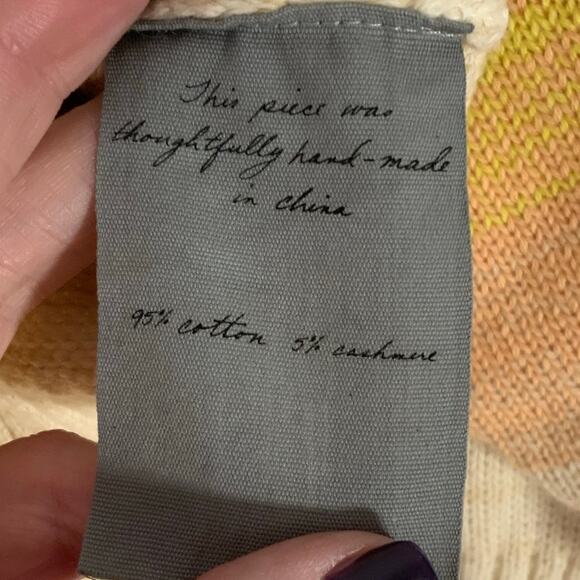 This piece was
thoughtfully hand-made
in china
95% cotton 5% cashmere